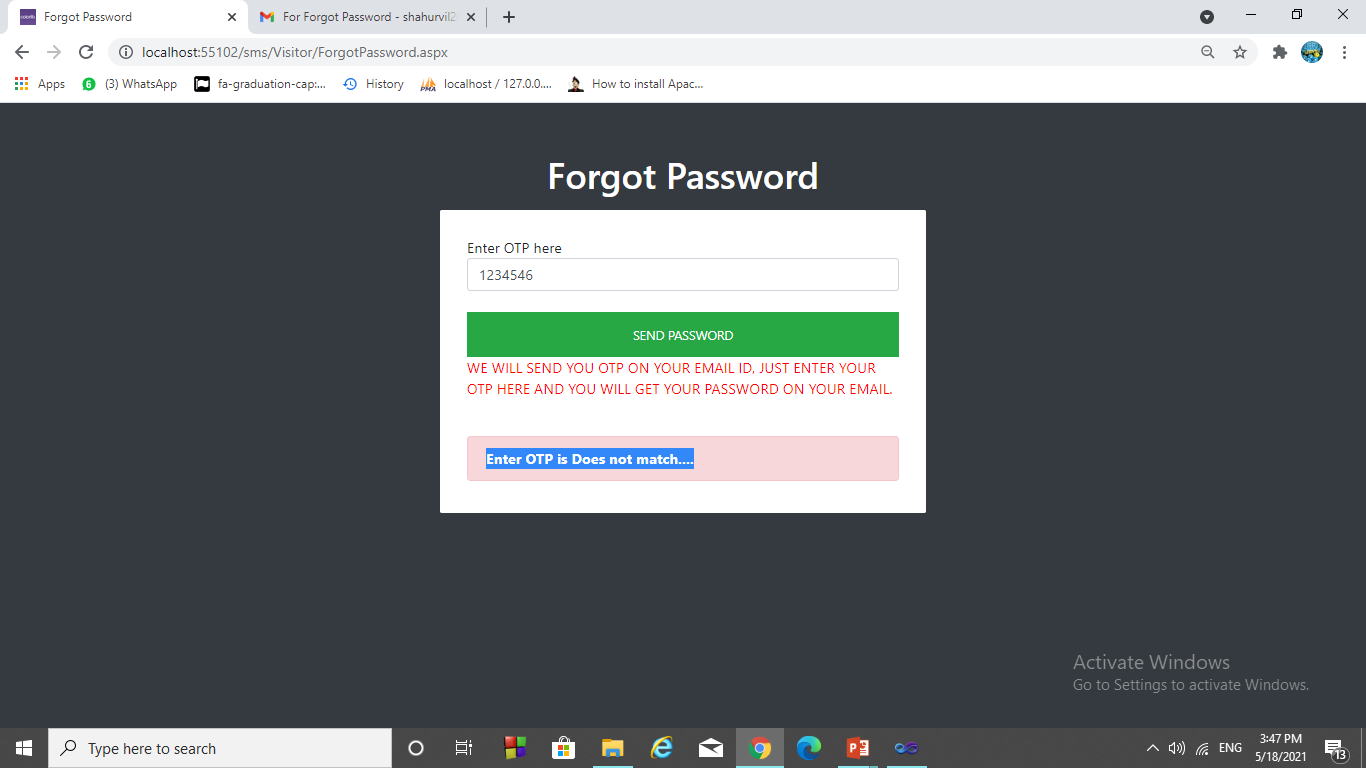 Forgot Password
For Forgot Password - shahurvil2
localhost:55102/sms/Visitor/ForgotPassword.aspx
Apps
6
(3) WhatsApp
fa-graduation-cap:...
History
PMA
localhost / 127.0.0....
How to install Apac...
Forgot Password
Enter OTP here
1234546
SEND PASSWORD
WE WILL SEND YOU OTP ON YOUR EMAIL ID, JUST ENTER YOUR
OTP HERE AND YOU WILL GET YOUR PASSWORD ON YOUR EMAIL.
Enter OTP is Does not match....
Activate Windows
Go to Settings to activate Windows.
Type here to search
ENG
3:47 PM
5/18/2021
13